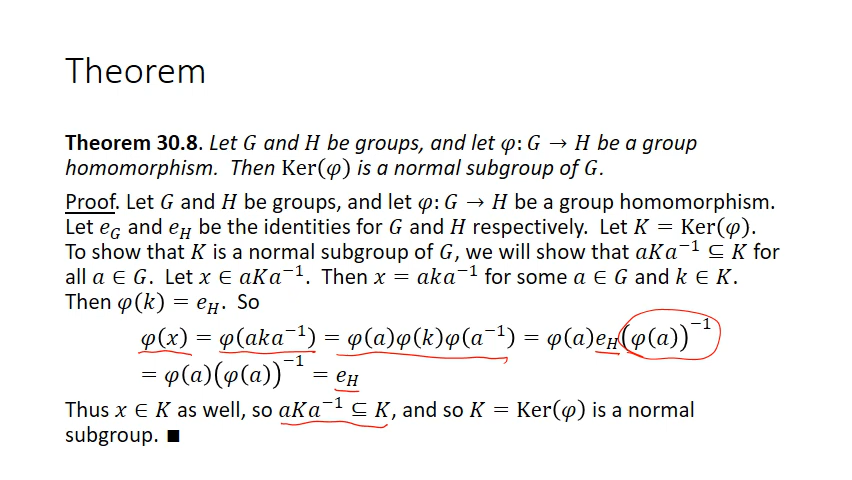 Theorem
Theorem 30.8. Let G and H be groups, and let φ: G → H be a group
homomorphism. Then Ker(φ) is a normal subgroup of G.
Proof. Let G and H be groups, and let φ: G → H be a group homomorphism.
Let e_G and e_H be the identities for G and H respectively. Let K = Ker(φ).
To show that K is a normal subgroup of G, we will show that aKa⁻¹ ⊆ K for
all a ∈ G. Let x ∈ aKa⁻¹. Then x = aka⁻¹ for some a ∈ G and k ∈ K.
Then φ(k) = e_H. So
φ(x) = φ(aka⁻¹) = φ(a)φ(k)φ(a⁻¹) = φ(a)e_H(φ(a))⁻¹
= φ(a)(φ(a))⁻¹ = e_H
Thus x ∈ K as well, so aKa⁻¹ ⊆ K, and so K = Ker(φ) is a normal
subgroup. ■